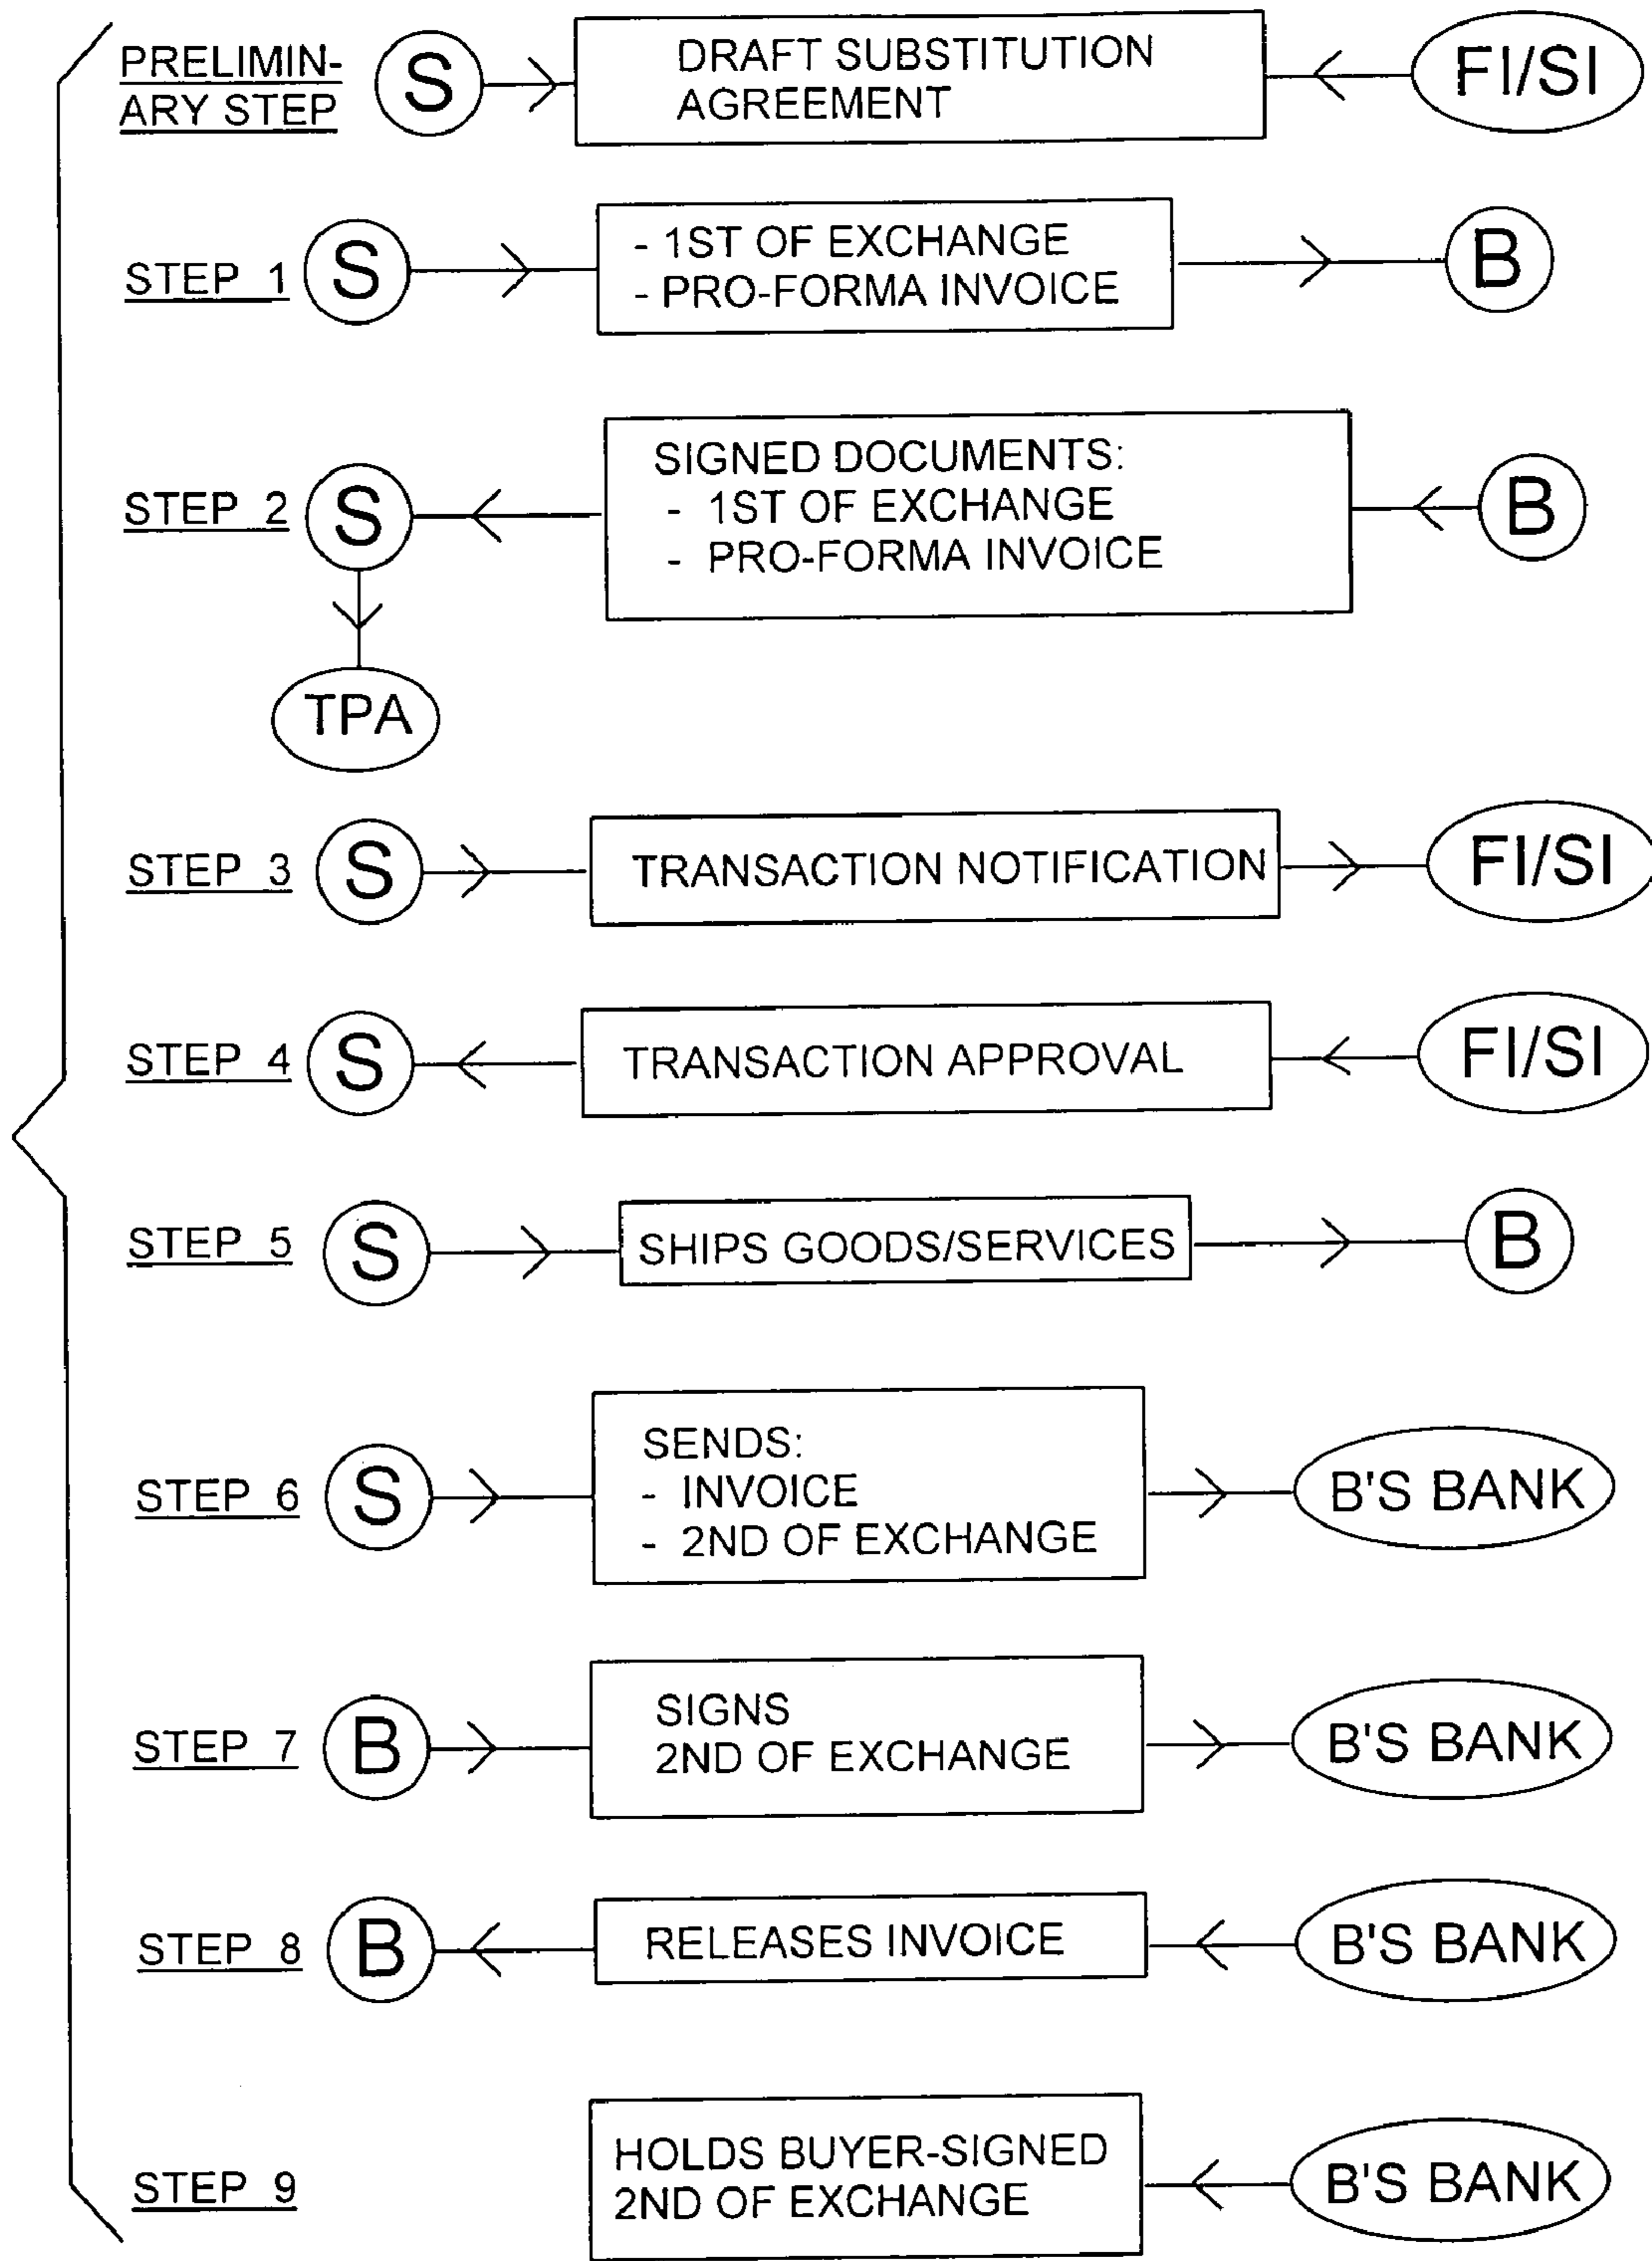 PRELIMIN-
ARY STEP
S
DRAFT SUBSTITUTION
AGREEMENT
FI/SI
STEP 1
S
- 1ST OF EXCHANGE
- PRO-FORMA INVOICE
B
STEP 2
S
SIGNED DOCUMENTS:
- 1ST OF EXCHANGE
- PRO-FORMA INVOICE
B
TPA
STEP 3
S
TRANSACTION NOTIFICATION
FI/SI
STEP 4
S
TRANSACTION APPROVAL
FI/SI
STEP 5
S
SHIPS GOODS/SERVICES
B
STEP 6
S
SENDS:
- INVOICE
- 2ND OF EXCHANGE
B'S BANK
STEP 7
B
SIGNS
2ND OF EXCHANGE
B'S BANK
STEP 8
B
RELEASES INVOICE
B'S BANK
STEP 9
HOLDS BUYER-SIGNED
2ND OF EXCHANGE
B'S BANK